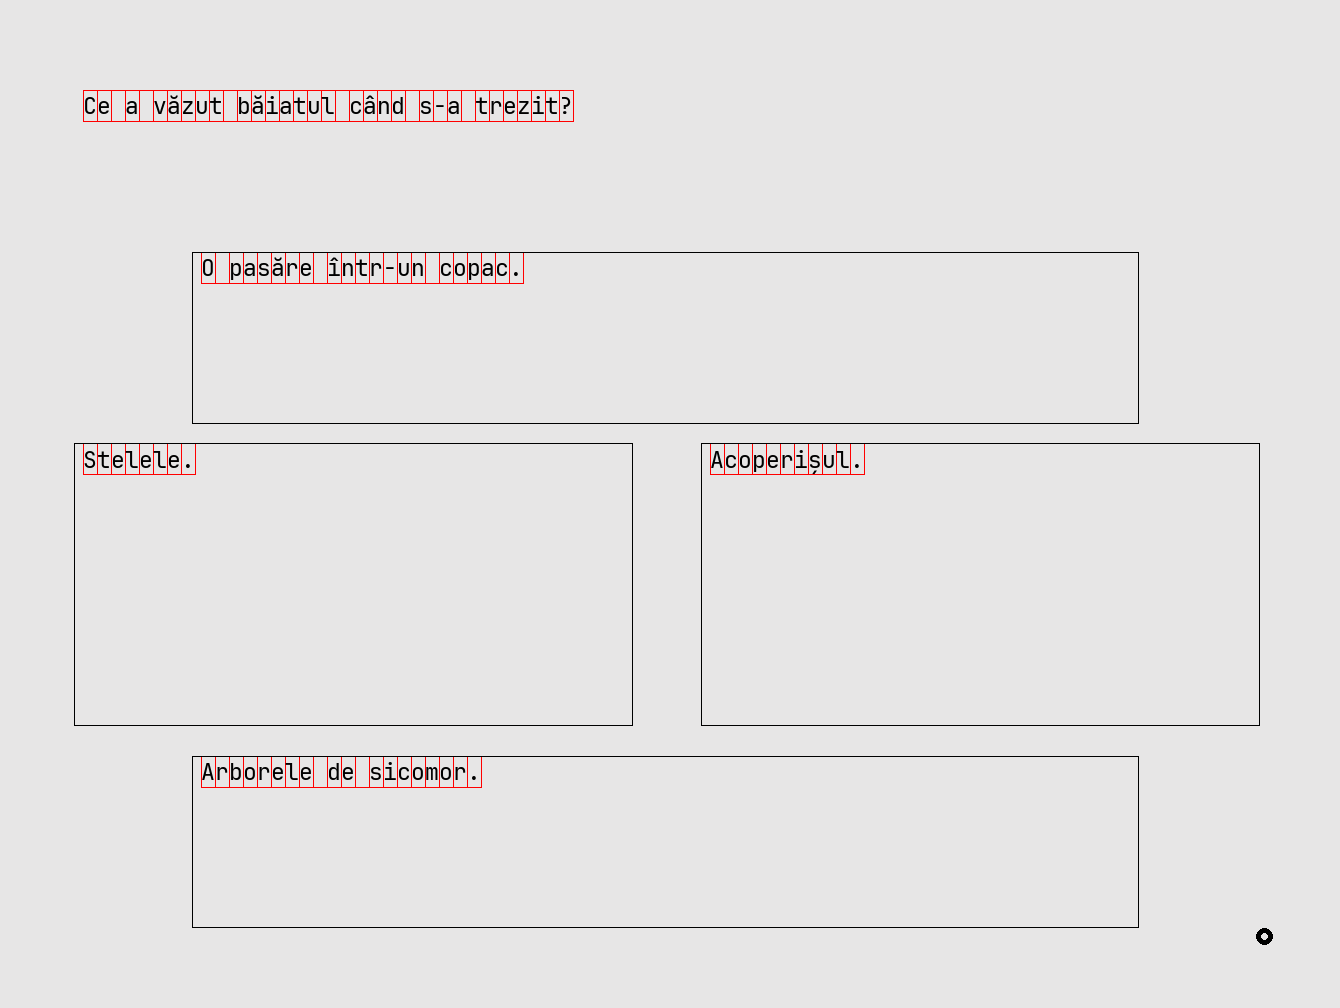 Ce a văzut băiatul când s-a trezit?
O pasăre într-un copac.
Stelele.
Acoperișul.
Arborele de sicomor.